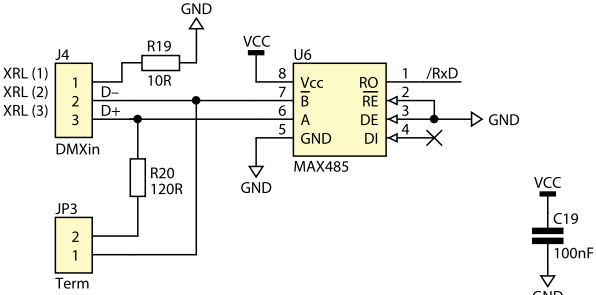 GND
J4
R19
VCC
U6
XRL (1)
1
10R
8
Vcc
RO
1
/RxD
XRL (2)
2
D–
7
B
RE
2
XRL (3)
3
D+
6
A
DE
3
GND
5
GND
DI
4
DMXin
MAX485
GND
R20
120R
VCC
JP3
C19
2
100nF
1
Term
GND